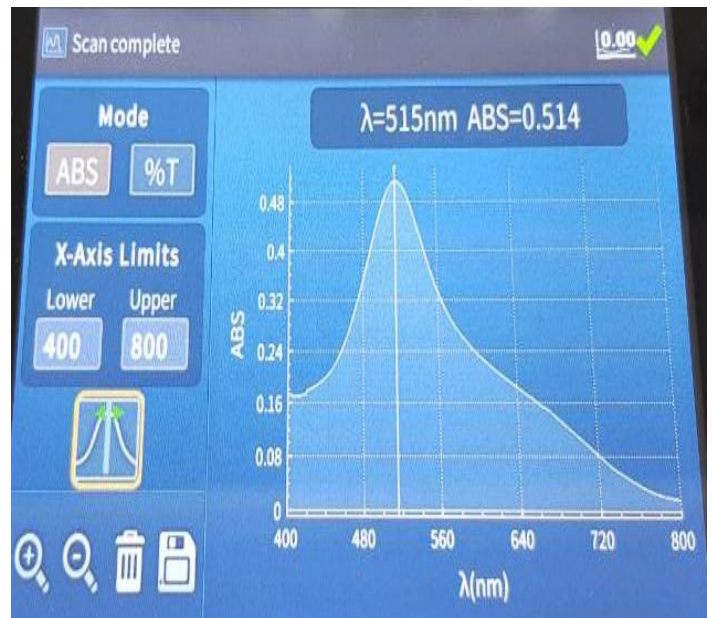 Scan complete
0.00
Mode
ABS %T
X-Axis Limits
Lower Upper
400 800
λ=515nm ABS=0.514
0.48
0.4
0.32
0.24
0.16
0.08
0
ABS
400 480 560 640 720 800
λ(nm)